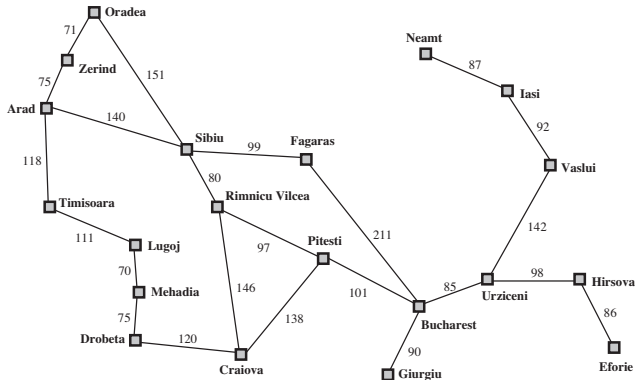 Oradea
71
Neamt
Zerind
87
75
151
Iasi
Arad
140
92
Sibiu
Fagaras
99
118
Vaslui
80
Timisoara
Rimnicu Vilcea
142
111
211
Lugoj
97
Pitesti
70
98
Hirsova
Mehadia
146
101
85
Urziceni
75
138
86
Bucharest
Drobeta
120
90
Craiova
Eforie
Giurgiu